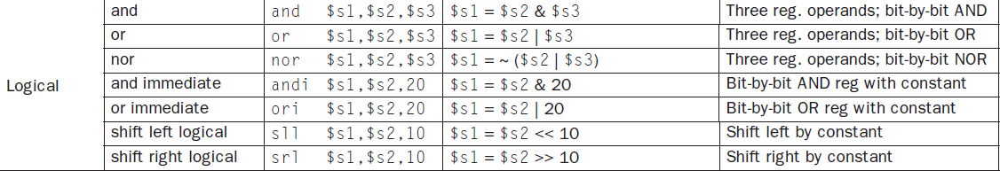 and and $s1,$s2,$s3 $s1 = $s2 & $s3 Three reg. operands; bit-by-bit AND
or or $s1,$s2,$s3 $s1 = $s2 | $s3 Three reg. operands; bit-by-bit OR
nor nor $s1,$s2,$s3 $s1 = ~ ($s2 | $s3) Three reg. operands; bit-by-bit NOR
Logical and immediate andi $s1,$s2,20 $s1 = $s2 & 20 Bit-by-bit AND reg with constant
or immediate ori $s1,$s2,20 $s1 = $s2 | 20 Bit-by-bit OR reg with constant
shift left logical sll $s1,$s2,10 $s1 = $s2 << 10 Shift left by constant
shift right logical srl $s1,$s2,10 $s1 = $s2 >> 10 Shift right by constant